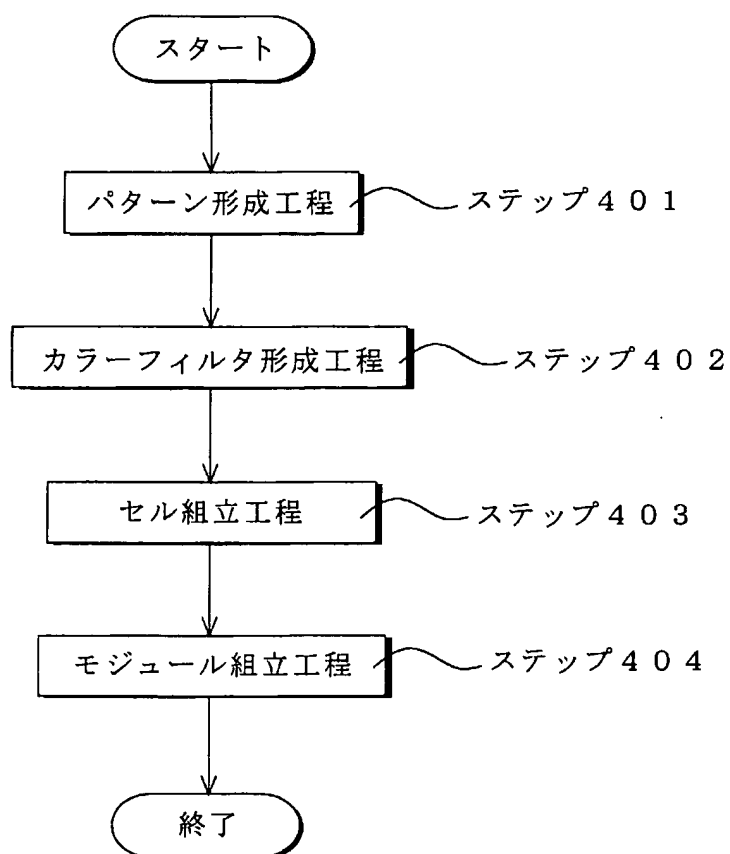 スタート
パターン形成工程 ステップ401
カラーフィルタ形成工程 ステップ402
セル組立工程 ステップ403
モジュール組立工程 ステップ404
終了